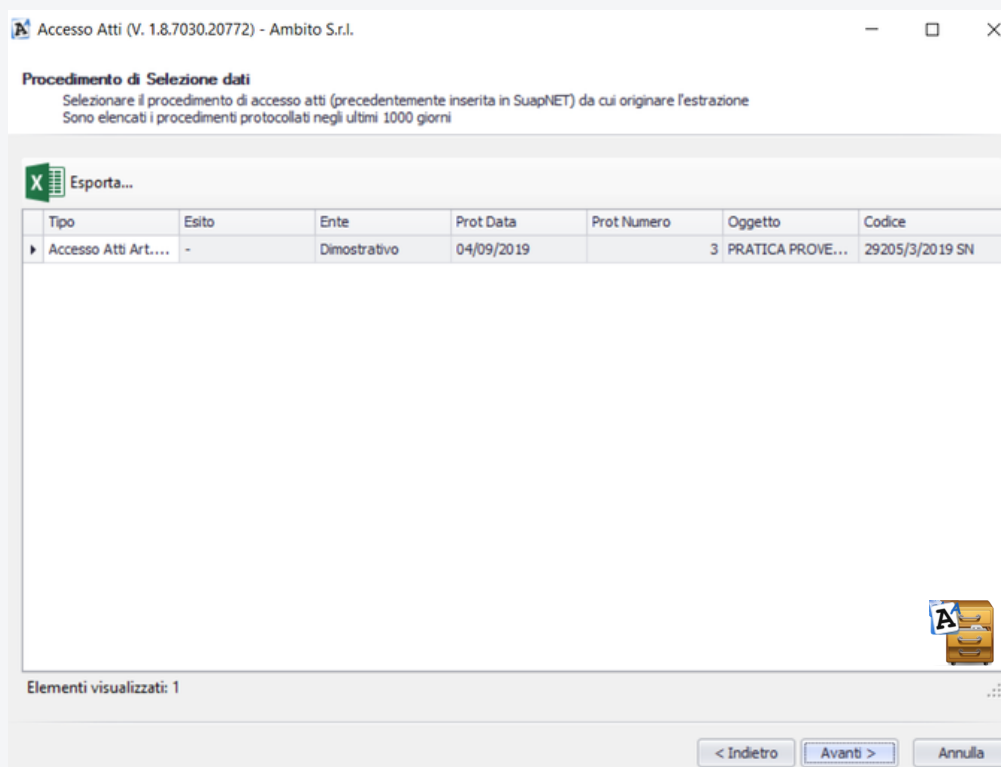 Accesso Atti (V. 1.8.7030.20772) - Ambito S.r.l.
Procedimento di Selezione dati
Selezionare il procedimento di accesso atti (precedentemente inserita in SuapNET) da cui originare l'estrazione
Sono elencati i procedimenti protocollati negli ultimi 1000 giorni
Esporta...
Tipo Esito Ente Prot Data Prot Numero Oggetto Codice
Accesso Atti Art.... - Dimostrativo 04/09/2019 3 PRATICA PROVE... 29205/3/2019 SN
Elementi visualizzati: 1
< Indietro Avanti > Annulla